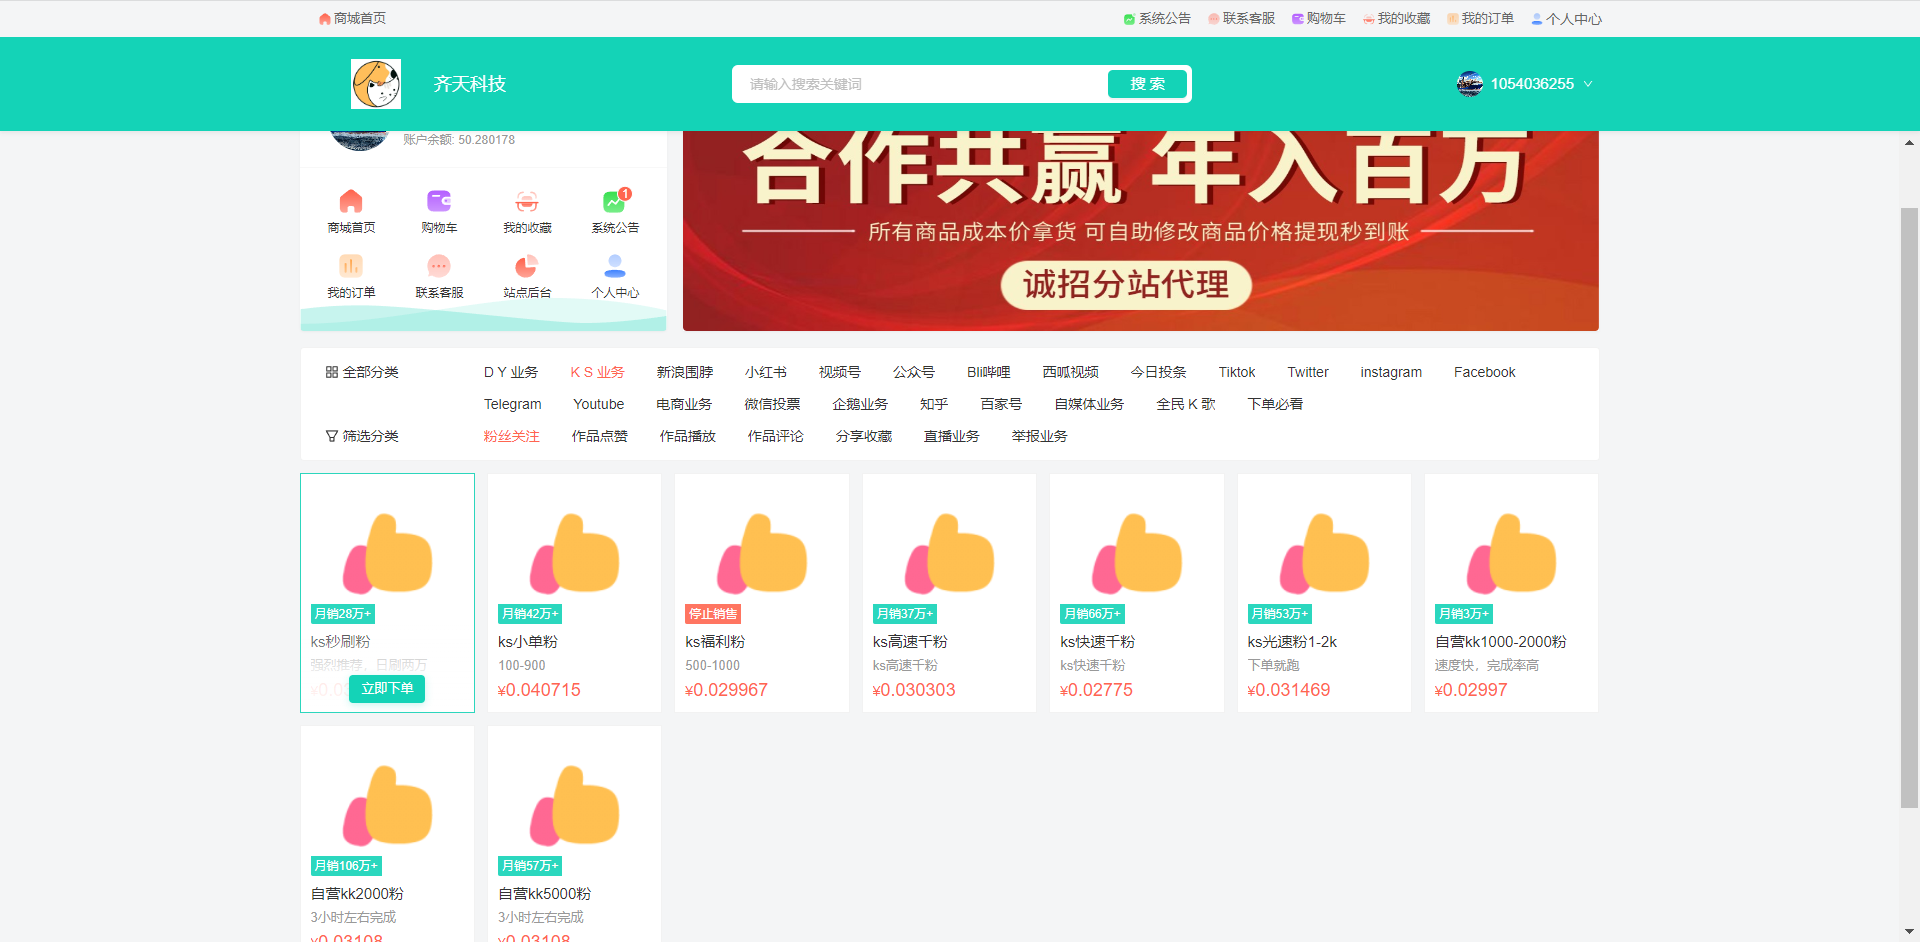 商城首页
系统公告 联系客服 购物车 我的收藏 我的订单 个人中心
齐天科技
请输入搜索关键词
搜 索
1054036255
账户余额: 50.280178
商城首页 购物车 我的收藏 系统公告 1
我的订单 联系客服 站点后台 个人中心
合作共赢 年入百万
所有商品成本价拿货 可自助修改商品价格提现秒到账
诚招分站代理
全部分类 D Y 业务 K S 业务 新浪围脖 小红书 视频号 公众号 Bli哔哩 西呱视频 今日投条 Tiktok Twitter instagram Facebook
Telegram Youtube 电商业务 微信投票 企鹅业务 知乎 百家号 自媒体业务 全民 K 歌 下单必看
筛选分类 粉丝关注 作品点赞 作品播放 作品评论 分享收藏 直播业务 举报业务
月销28万+
ks秒刷粉
强烈推荐，日刷两万
¥0.03
立即下单
月销42万+
ks小单粉
100-900
¥0.040715
停止销售
ks福利粉
500-1000
¥0.029967
月销37万+
ks高速千粉
ks高速千粉
¥0.030303
月销66万+
ks快速千粉
ks快速千粉
¥0.02775
月销53万+
ks光速粉1-2k
下单就跑
¥0.031469
月销3万+
自营kk1000-2000粉
速度快，完成率高
¥0.02997
月销106万+
自营kk2000粉
3小时左右完成
¥0.03108
月销57万+
自营kk5000粉
3小时左右完成
¥0.03108